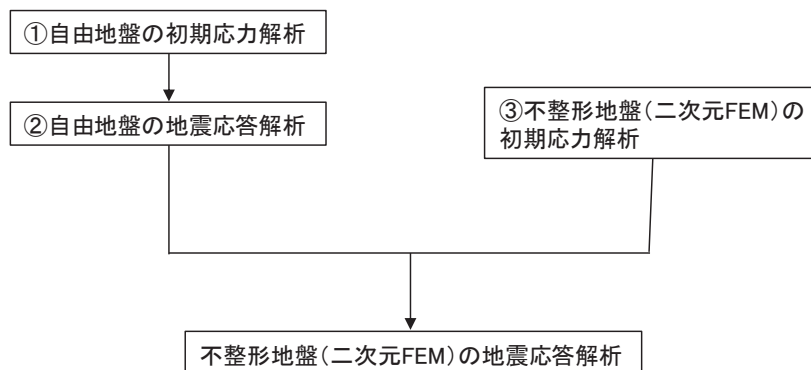 ①自由地盤の初期応力解析
②自由地盤の地震応答解析
③不整形地盤(二次元FEM)の
初期応力解析
不整形地盤(二次元FEM)の地震応答解析